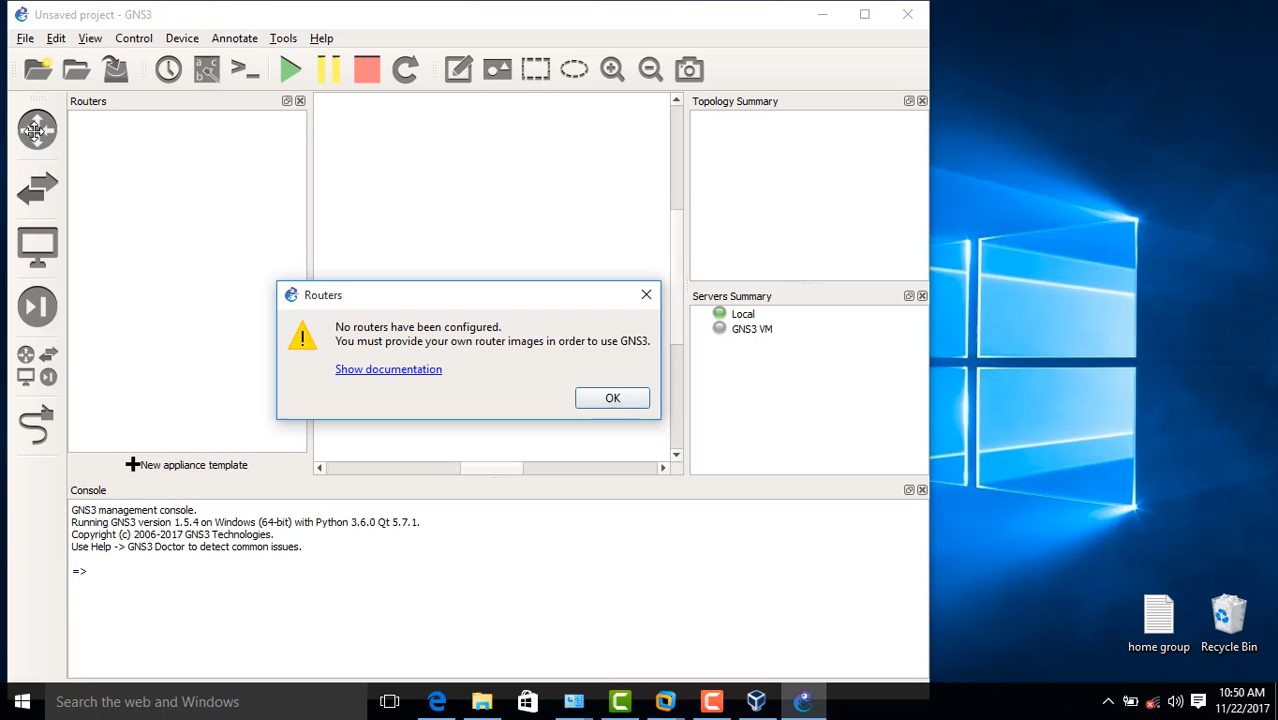 Unsaved project - GNS3
File Edit View Control Device Annotate Tools Help
Routers
Topology Summary
Servers Summary
Local
GNS3 VM
Routers
No routers have been configured.
You must provide your own router images in order to use GNS3.
Show documentation
OK
New appliance template
Console
GNS3 management console.
Running GNS3 version 1.5.4 on Windows (64-bit) with Python 3.6.0 Qt 5.7.1.
Copyright (c) 2006-2017 GNS3 Technologies.
Use Help -> GNS3 Doctor to detect common issues.
=>
home group
Recycle Bin
Search the web and Windows
10:50 AM
11/22/2017